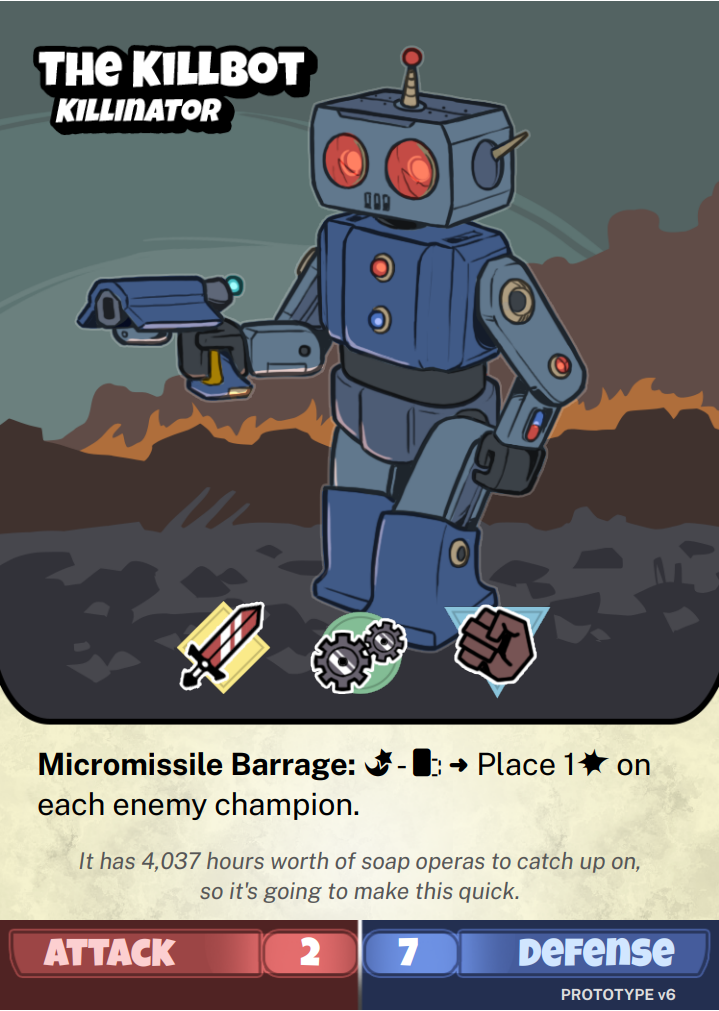 THE KILLBOT
KILLINATOR
Micromissile Barrage: - ➜ Place 1 on
each enemy champion.
It has 4,037 hours worth of soap operas to catch up on,
so it's going to make this quick.
ATTACK 2 7 DEFENSE
PROTOTYPE v6